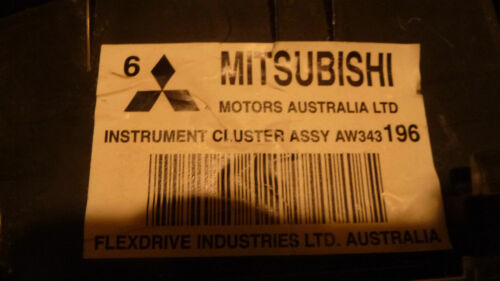 6 MITSUBISHI
MOTORS AUSTRALIA LTD
INSTRUMENT CLUSTER ASSY AW343196
FLEXDRIVE INDUSTRIES LTD. AUSTRALIA